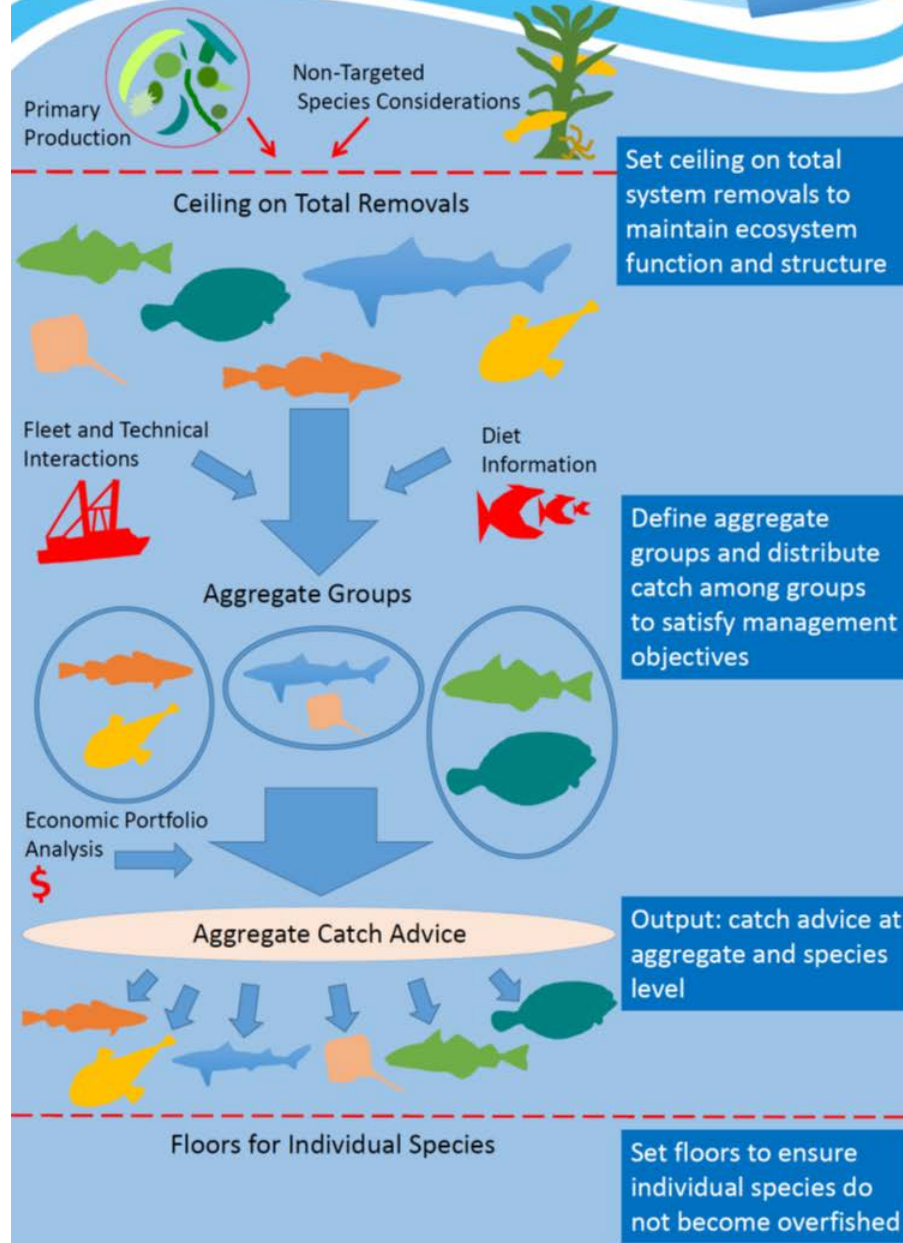 Primary
Production
Non-Targeted
Species Considerations
Set ceiling on total
system removals to
maintain ecosystem
function and structure
Ceiling on Total Removals
Fleet and Technical
Interactions
Diet
Information
Define aggregate
groups and distribute
catch among groups
to satisfy management
objectives
Aggregate Groups
Economic Portfolio
Analysis
$
Aggregate Catch Advice
Output: catch advice at
aggregate and species
level
Floors for Individual Species
Set floors to ensure
individual species do
not become overfished